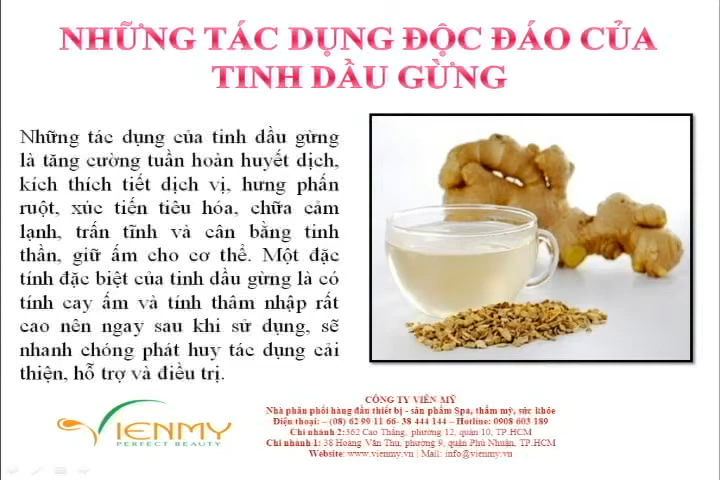 NHỮNG TÁC DỤNG ĐỘC ĐÁO CỦA
TINH DẦU GỪNG
Những tác dụng của tinh dầu gừng
là tăng cường tuần hoàn huyết dịch,
kích thích tiết dịch vị, hưng phấn
ruột, xúc tiến tiêu hóa, chữa cảm
lạnh, trấn tĩnh và cân bằng tinh
thần, giữ ấm cho cơ thể. Một đặc
tính đặc biệt của tinh dầu gừng là có
tính cay ấm và tính thâm nhập rất
cao nên ngay sau khi sử dụng, sẽ
nhanh chóng phát huy tác dụng cải
thiện, hỗ trợ và điều trị.
VIENMY
PERFECT BEAUTY
CÔNG TY VIÊN MỸ
Nhà phân phối hàng đầu thiết bị - sản phẩm Spa, thẩm mỹ, sức khỏe
Điện thoại: – (08) 62 99 11 66- 38 444 144 – Hotline: 0908 603 189
Chi nhánh 2:362 Cao Thắng, phường 12, quận 10, TP.HCM
Chi nhánh 1: 38 Hoàng Văn Thụ, phường 9, quận Phú Nhuận, TP.HCM
Website: www.vienmy.vn | Mail: info@vienmy.vn